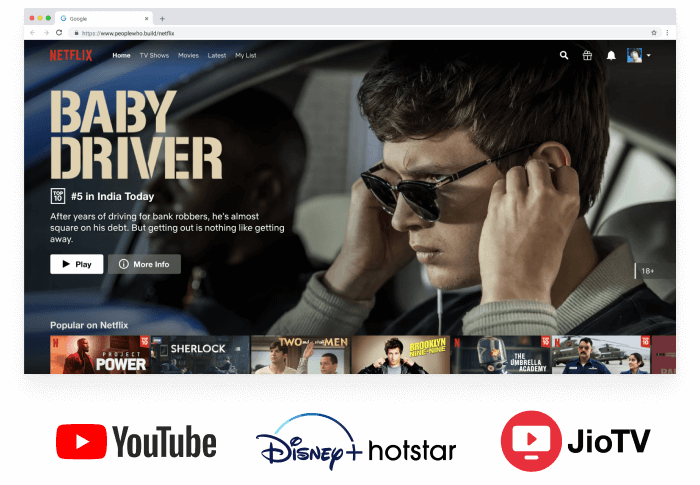 Google
https://www.peoplewho.build/netflix
NETFLIX Home TV Shows Movies Latest My List
BABY
DRIVER
TOP 10 #5 in India Today
After years of driving for bank robbers, he's almost
square on his debt. But getting out is nothing like getting
away.
Play More Info
18+
Popular on Netflix
PROJECT
POWER
SHERLOCK
TWO and a half MEN
BROOKLYN
NINE-NINE
THE
UMBRELLA
ACADEMY
YouTube
Disney+ hotstar
JioTV